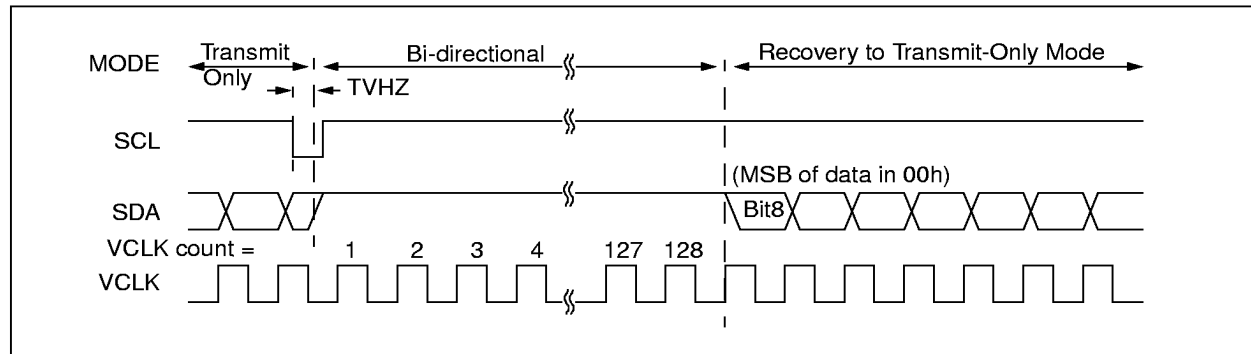 MODE
Transmit
Only
Bi-directional
Recovery to Transmit-Only Mode
TVHZ
SCL
(MSB of data in 00h)
SDA
Bit8
VCLK count =
1 2 3 4 127 128
VCLK